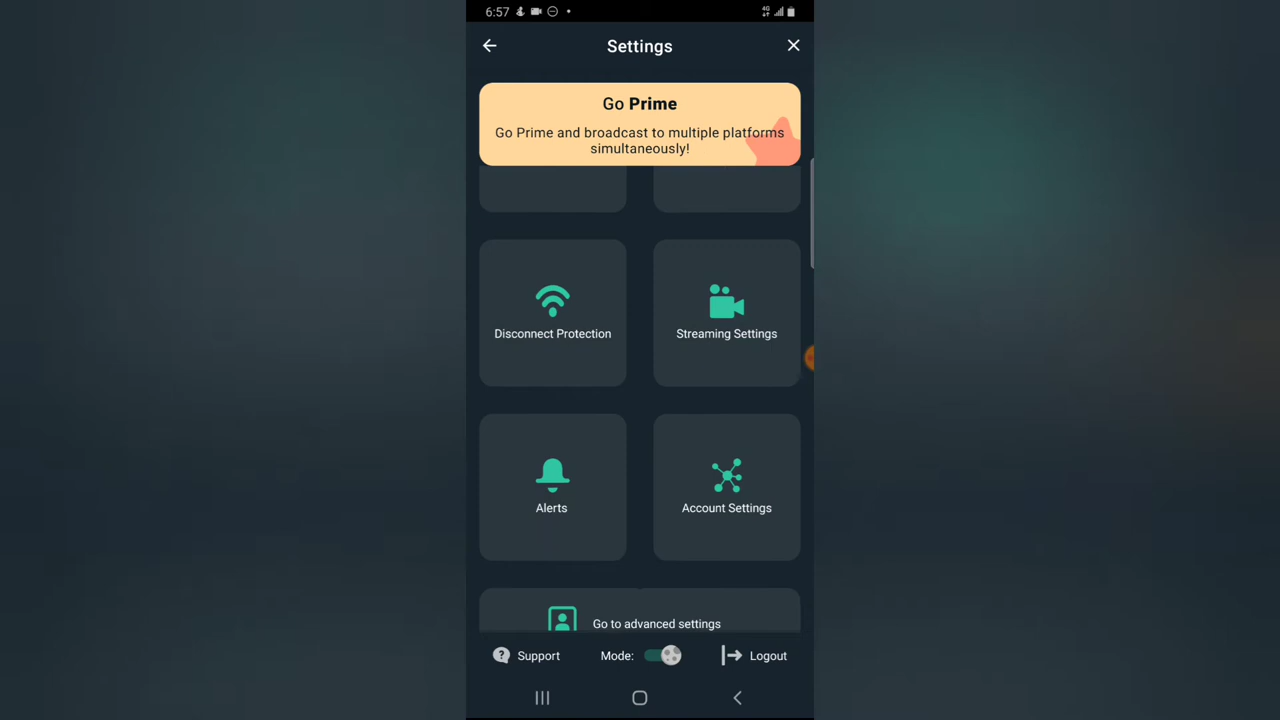 6:57
4G
Settings
Go Prime
Go Prime and broadcast to multiple platforms
simultaneously!
Disconnect Protection
Streaming Settings
Alerts
Account Settings
Go to advanced settings
Support
Mode:
Logout